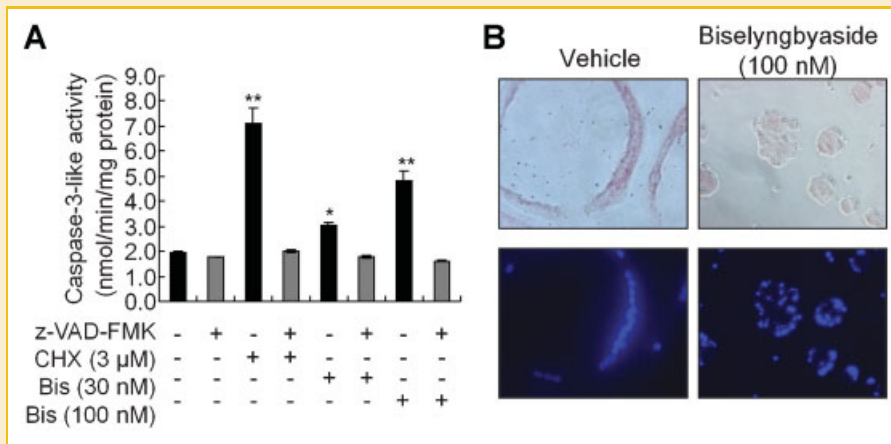 A
Caspase-3-like activity
(nmol/min/mg protein)
9.0
8.0
7.0
6.0
5.0
4.0
3.0
2.0
1.0
0.0
**
*
**
z-VAD-FMK - + - + - + - +
CHX (3 µM) - - + + - - - -
Bis (30 nM) - - - - + + - -
Bis (100 nM) - - - - - - + +
B
Vehicle
Biselyngbyaside
(100 nM)